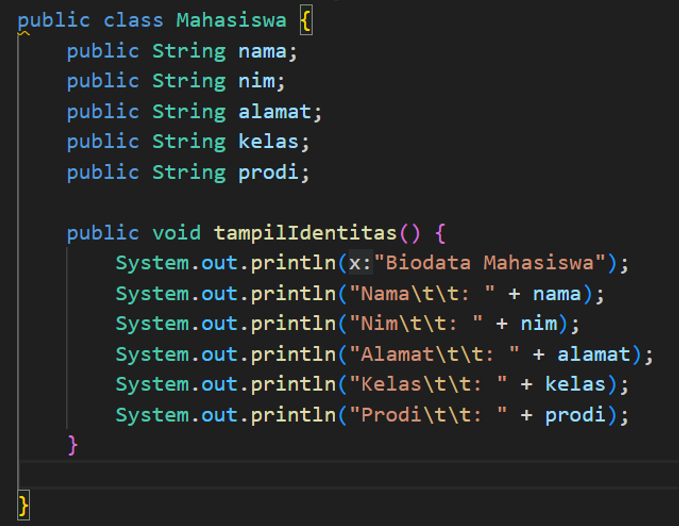 public class Mahasiswa {
    public String nama;
    public String nim;
    public String alamat;
    public String kelas;
    public String prodi;

    public void tampilIdentitas() {
        System.out.println(x:"Biodata Mahasiswa");
        System.out.println("Nama\t\t: " + nama);
        System.out.println("Nim\t\t: " + nim);
        System.out.println("Alamat\t\t: " + alamat);
        System.out.println("Kelas\t\t: " + kelas);
        System.out.println("Prodi\t\t: " + prodi);
    }

}